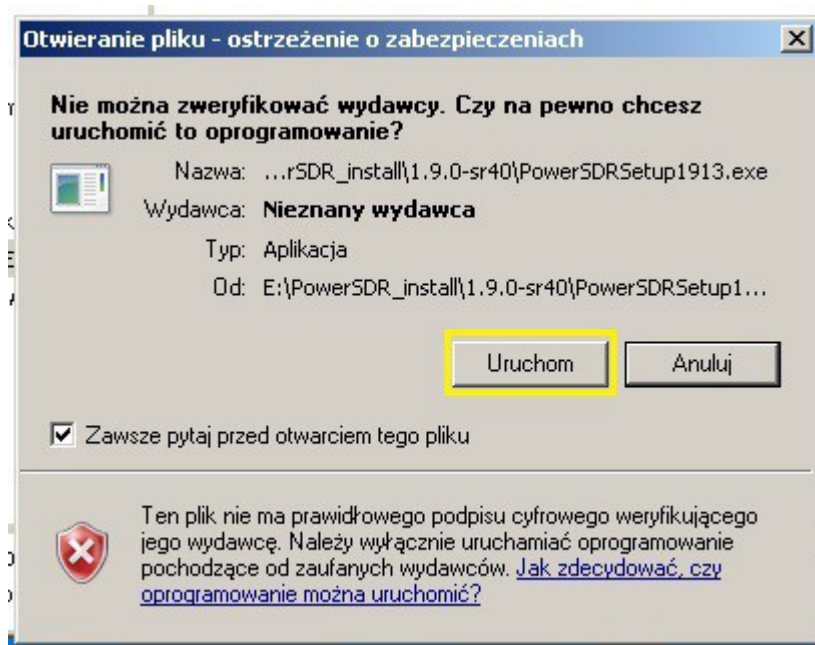 Otwieranie pliku - ostrzeżenie o zabezpieczeniach
Nie można zweryfikować wydawcy. Czy na pewno chcesz
uruchomić to oprogramowanie?
Nazwa: ...rSDR_install\1.9.0-sr40\PowerSDRSetup1913.exe
Wydawca: Nieznany wydawca
Typ: Aplikacja
Od: E:\PowerSDR_install\1.9.0-sr40\PowerSDRSetup1...
Uruchom Anuluj
Zawsze pytaj przed otwarciem tego pliku
Ten plik nie ma prawidłowego podpisu cyfrowego weryfikującego
jego wydawcę. Należy wyłącznie uruchamiać oprogramowanie
pochodzące od zaufanych wydawców. Jak zdecydować, czy
oprogramowanie można uruchomić?